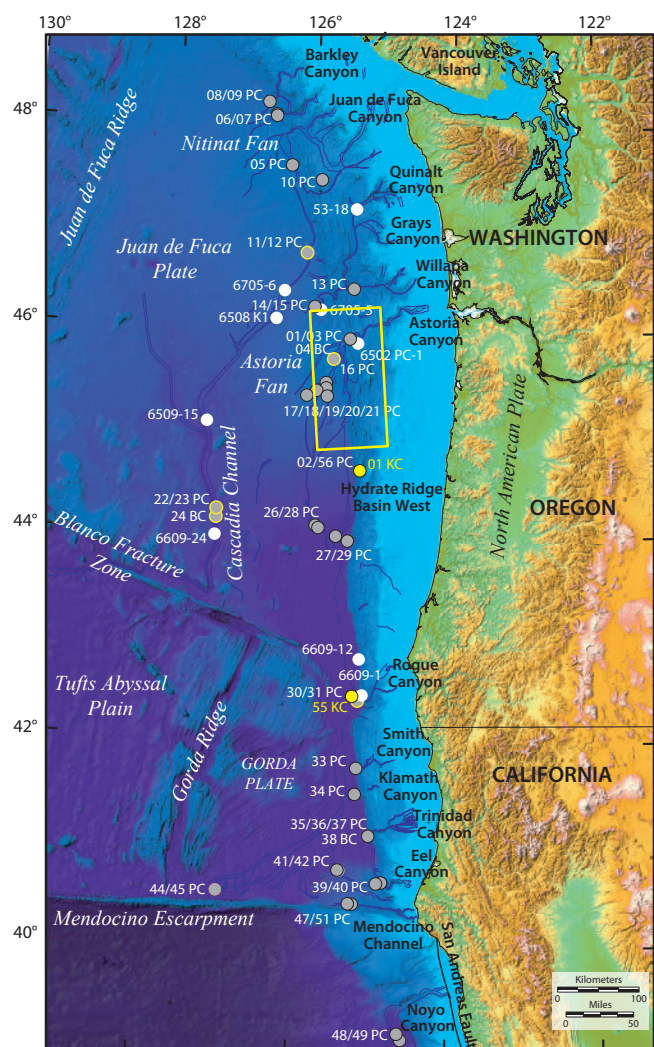 130°
128°
126°
124°
122°
48°
46°
44°
42°
40°
Barkley
Canyon
Vancouver
Island
08/09 PC
Juan de Fuca
Canyon
06/07 PC
Juan de Fuca Ridge
Nitinat Fan
05 PC
10 PC
Quinalt
Canyon
53-18
Grays
Canyon
WASHINGTON
11/12 PC
Juan de Fuca
Plate
Willapa
Canyon
6705-6
13 PC
14/15 PC
6705-5
6508 K1
Astoria
Canyon
01/03 PC
04 BC
6502 PC-1
16 PC
Astoria
Fan
17/18/19/20/21 PC
6509-15
North American Plate
02/56 PC
01 KC
Hydrate Ridge
Basin West
OREGON
22/23 PC
24 BC
6609-24
Cascadia Channel
26/28 PC
27/29 PC
Blanco Fracture
Zone
6609-12
6609-1
Rogue
Canyon
30/31 PC
55 KC
Tufts Abyssal
Plain
Gorda Ridge
Smith
Canyon
33 PC
GORDA
PLATE
Klamath
Canyon
CALIFORNIA
34 PC
35/36/37 PC
38 BC
Trinidad
Canyon
41/42 PC
Eel
Canyon
44/45 PC
39/40 PC
Mendocino Escarpment
47/51 PC
Mendocino
Channel
San Andreas Fault
Kilometers
0 100
Miles
0 50
Noyo
Canyon
48/49 PC